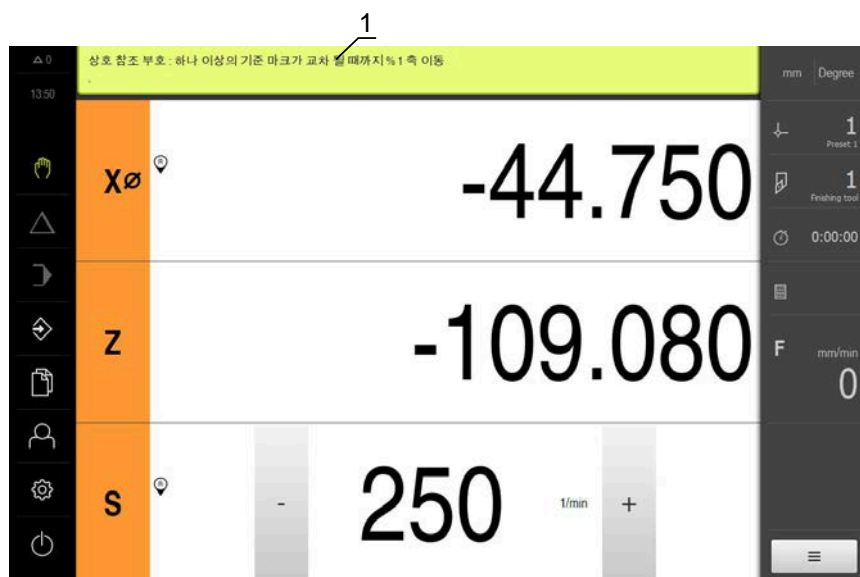 1
△ 0
상호 참조 부호 : 하나 이상의 기준 마크가 교차 될 때까지 %1 축 이동
.
mm Degree
13:50
XØ R -44.750
1
Preset 1
1
Finishing tool
0:00:00
Z -109.080
F mm/min
0
S R - 250 1/min +